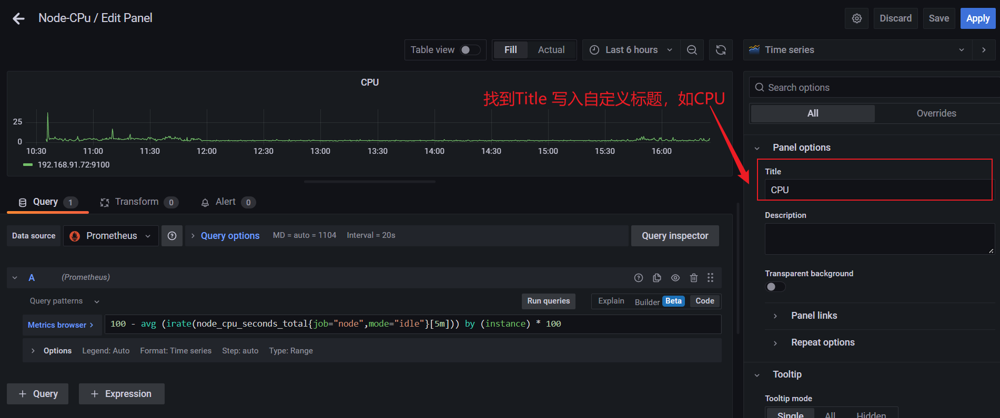 Node-CPu / Edit Panel
Discard
Save
Apply
Table view
Fill
Actual
Last 6 hours
Time series
CPU
找到Title 写入自定义标题，如CPU
Search options
All
Overrides
25
0
10:30
11:00
11:30
12:00
12:30
13:00
13:30
14:00
14:30
15:00
15:30
16:00
192.168.91.72:9100
Panel options
Title
CPU
Description
Query 1
Transform 0
Alert 0
Data source
Prometheus
Query options
MD = auto = 1104
Interval = 20s
Query inspector
A
(Prometheus)
Transparent background
Query patterns
Run queries
Explain
Builder Beta
Code
Panel links
Metrics browser >
100 - avg (irate(node_cpu_seconds_total{job="node",mode="idle"}[5m])) by (instance) * 100
Repeat options
Options
Legend: Auto
Format: Time series
Step: auto
Type: Range
Tooltip
+ Query
+ Expression
Tooltip mode
Single
All
Hidden